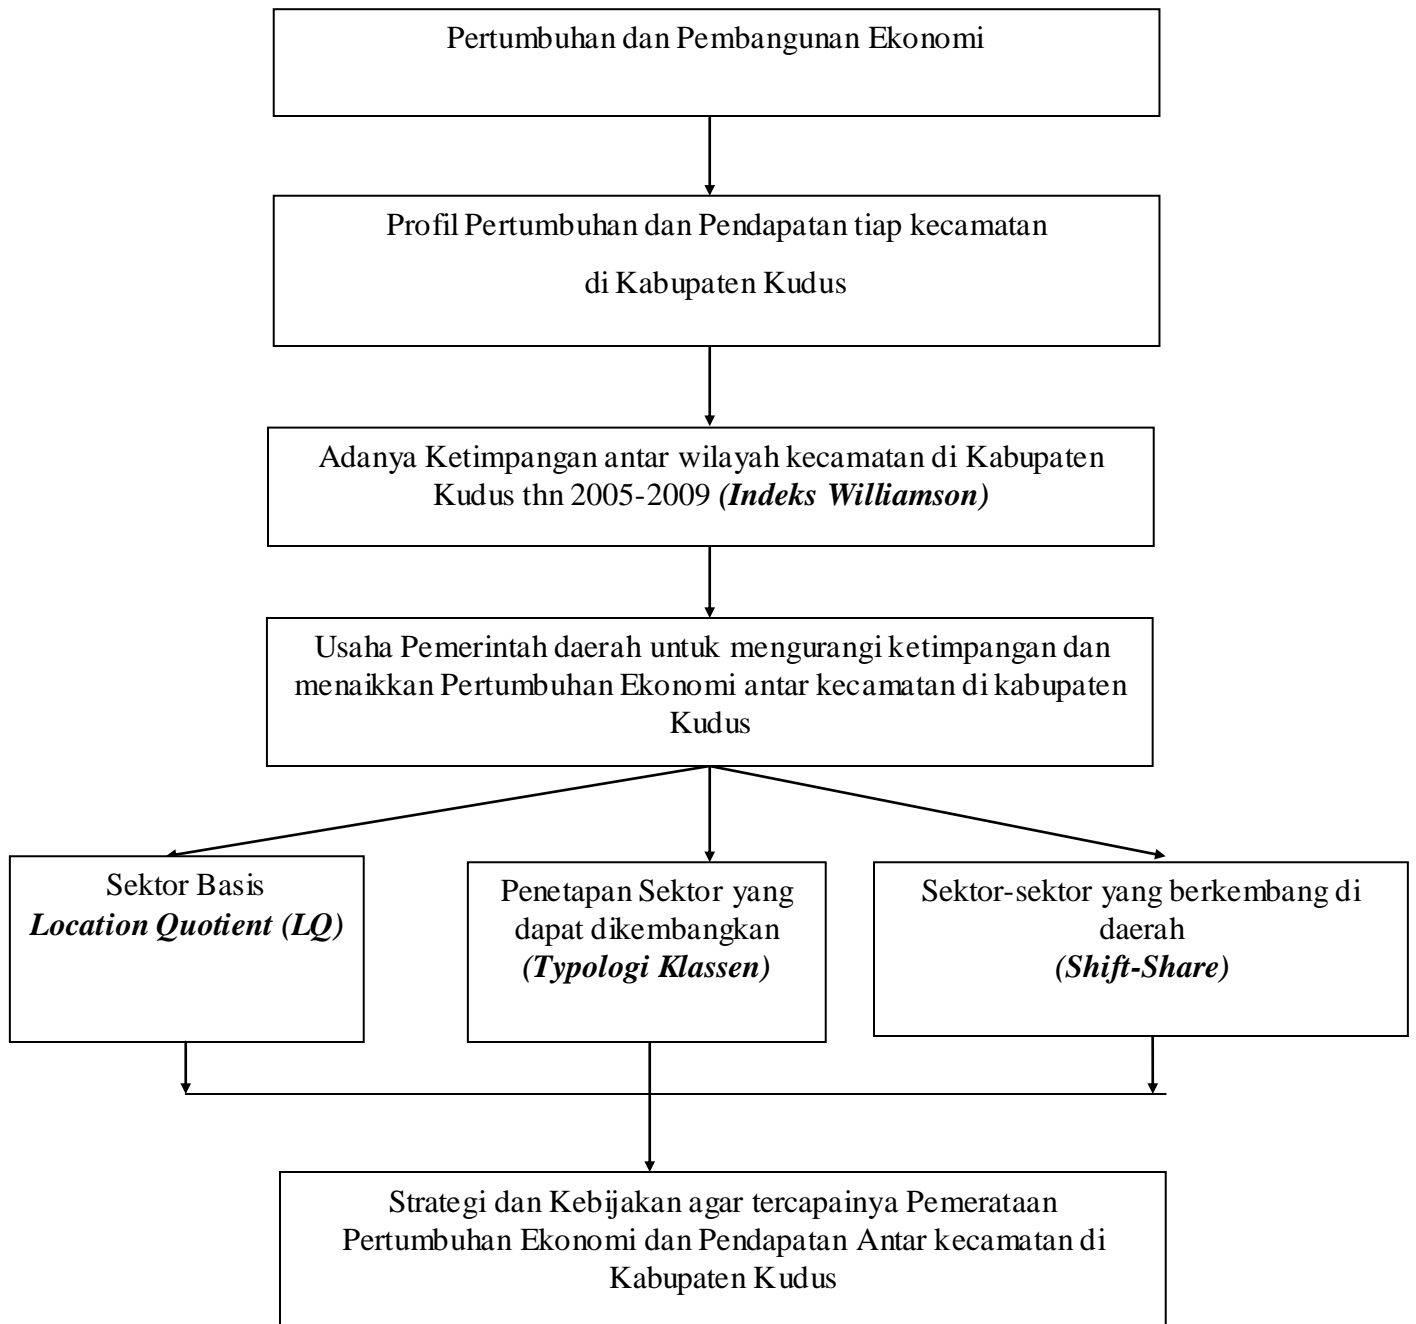 Pertumbuhan dan Pembangunan Ekonomi
Profil Pertumbuhan dan Pendapatan tiap kecamatan
di Kabupaten Kudus
Adanya Ketimpangan antar wilayah kecamatan di Kabupaten
Kudus thn 2005-2009 (Indeks Williamson)
Usaha Pemerintah daerah untuk mengurangi ketimpangan dan
menaikkan Pertumbuhan Ekonomi antar kecamatan di kabupaten
Kudus
Sektor Basis
Location Quotient (LQ)
Penetapan Sektor yang
dapat dikembangkan
(Typologi Klassen)
Sektor-sektor yang berkembang di
daerah
(Shift-Share)
Strategi dan Kebijakan agar tercapainya Pemerataan
Pertumbuhan Ekonomi dan Pendapatan Antar kecamatan di
Kabupaten Kudus